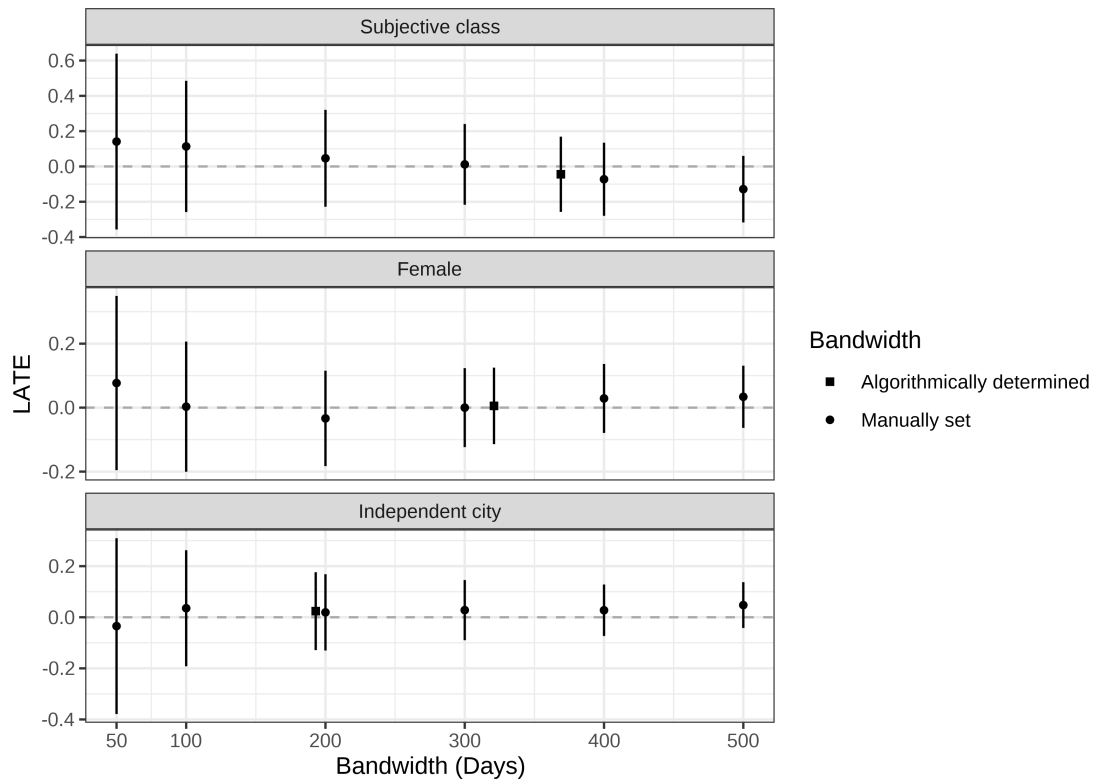 Subjective class
0.6
0.4
0.2
0.0
-0.2
-0.4
Female
0.2
0.0
-0.2
Independent city
0.2
0.0
-0.2
-0.4
50 100 200 300 400 500
Bandwidth (Days)
LATE
Bandwidth
Algorithmically determined
Manually set